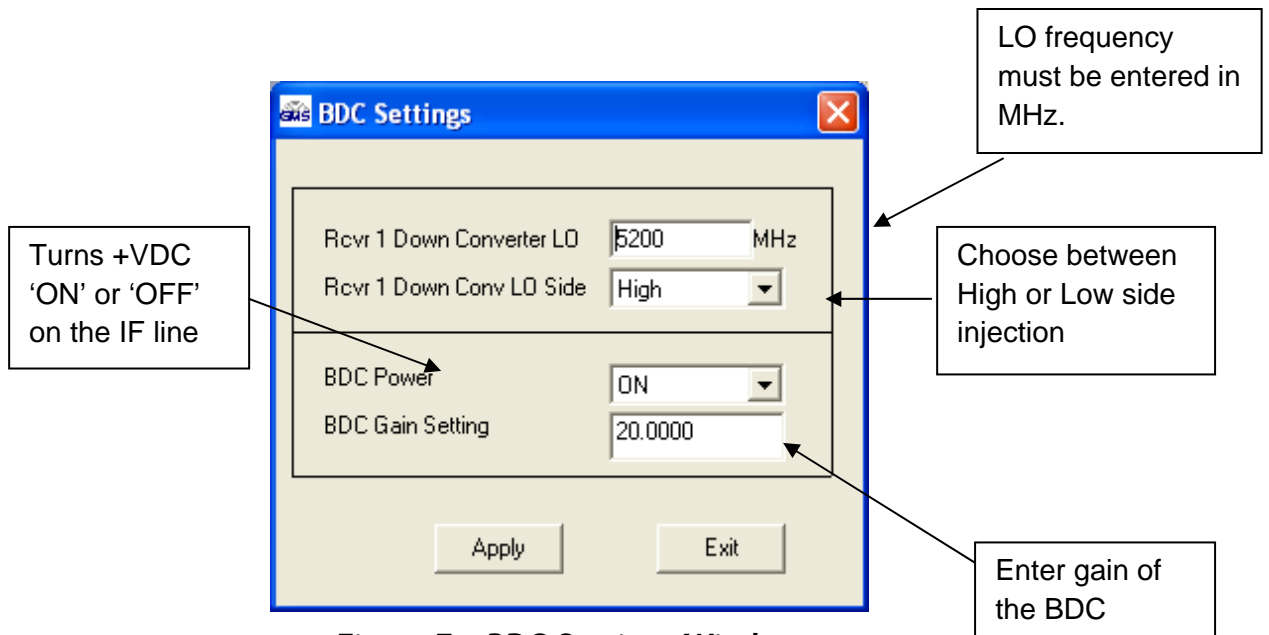 LO frequency
must be entered in
MHz.
GMS BDC Settings
Rcvr 1 Down Converter LO 5200 MHz
Rcvr 1 Down Conv LO Side High
Turns +VDC
‘ON’ or ‘OFF’
on the IF line
Choose between
High or Low side
injection
BDC Power ON
BDC Gain Setting 20.0000
Apply Exit
Enter gain of
the BDC